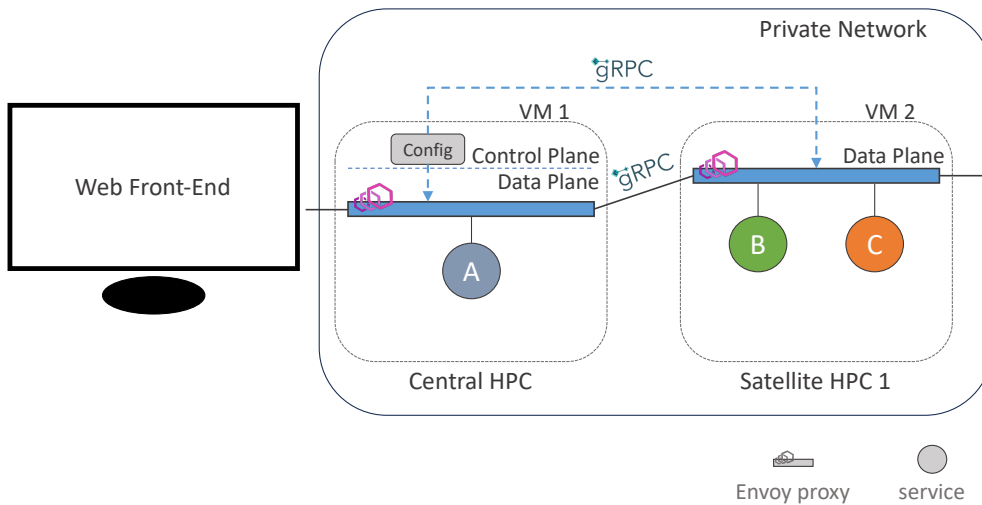 Private Network
gRPC
VM 1
VM 2
Config
Control Plane
Data Plane
gRPC
Data Plane
Web Front-End
A
B
C
Central HPC
Satellite HPC 1
Envoy proxy
service